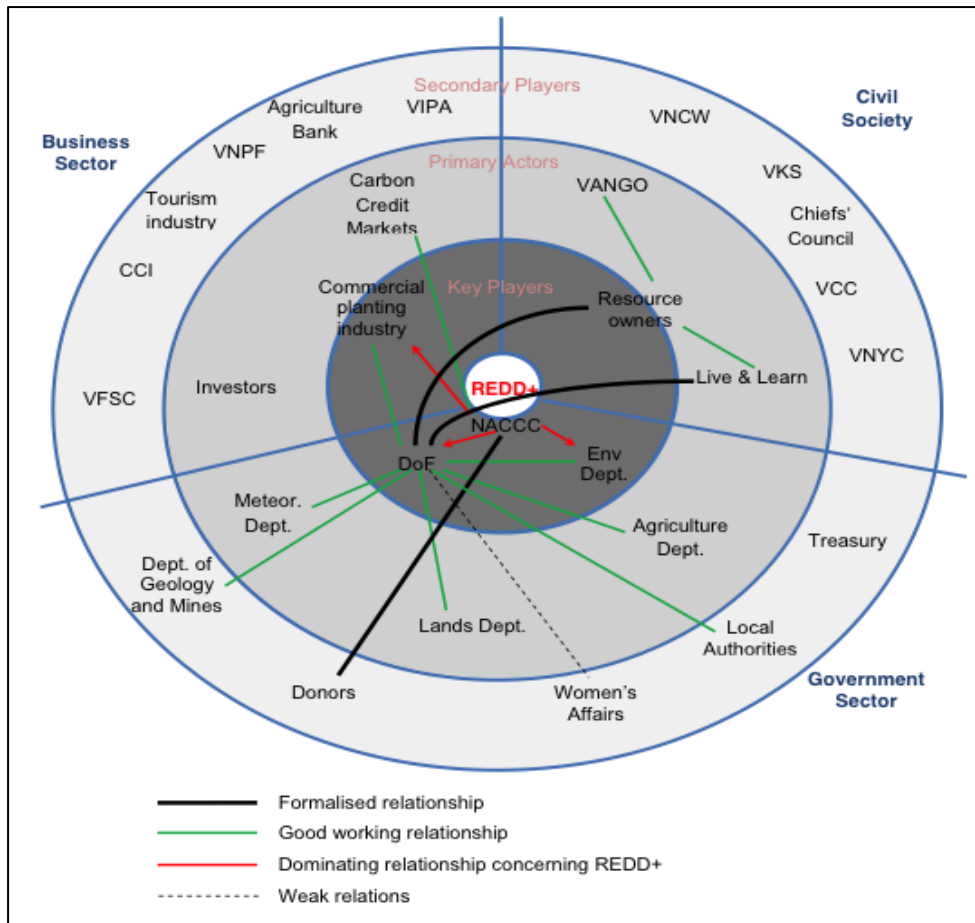 Secondary Players
Agriculture
Bank
VIPA
VNCW
Civil
Society
Business
Sector
VNPF
Primary Actors
Carbon
Credit
Markets
VANGO
VKS
Tourism
industry
Chiefs'
Council
CCI
Commercial
planting
industry
Key Players
Resource
owners
VCC
VNYC
Investors
REDD+
Live & Learn
VFSC
NACCC
DoF
Env
Dept.
Meteor.
Dept.
Agriculture
Dept.
Treasury
Dept. of
Geology
and Mines
Lands Dept.
Local
Authorities
Donors
Women's
Affairs
Government
Sector
Formalised relationship
Good working relationship
Dominating relationship concerning REDD+
Weak relations